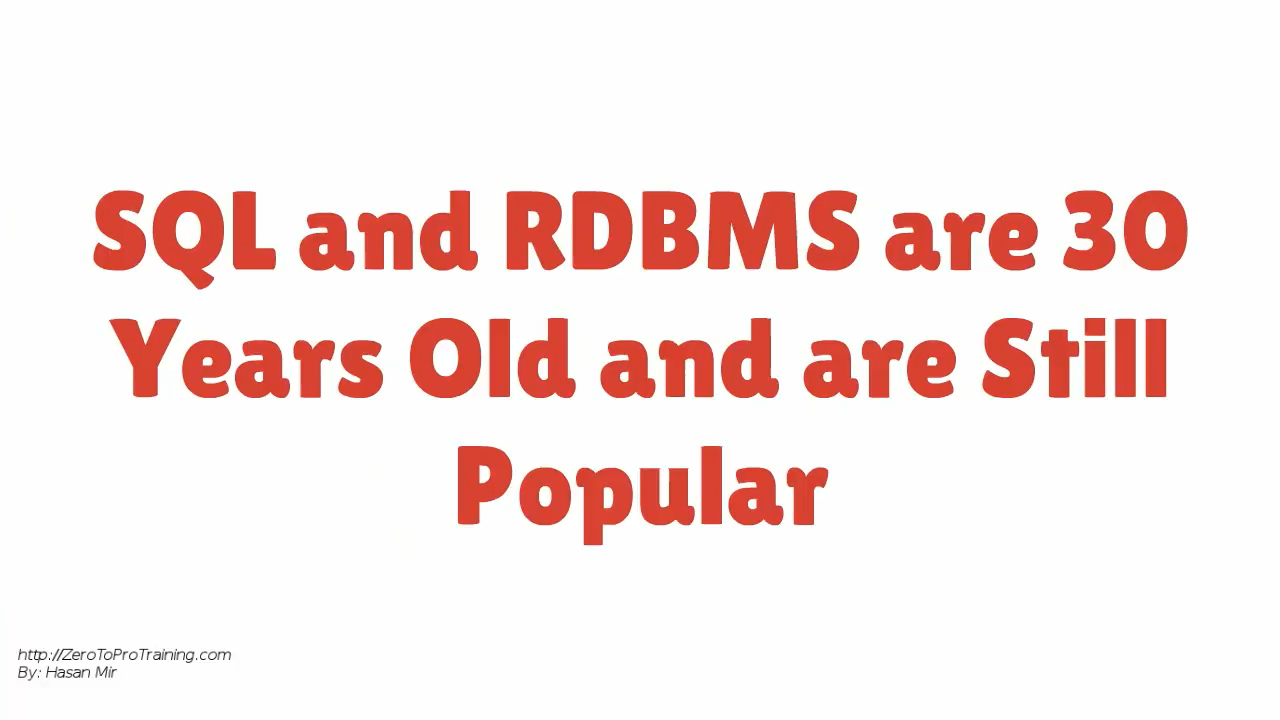 SQL and RDBMS are 30
Years Old and are Still
Popular
http://ZeroToProTraining.com
By: Hasan Mir